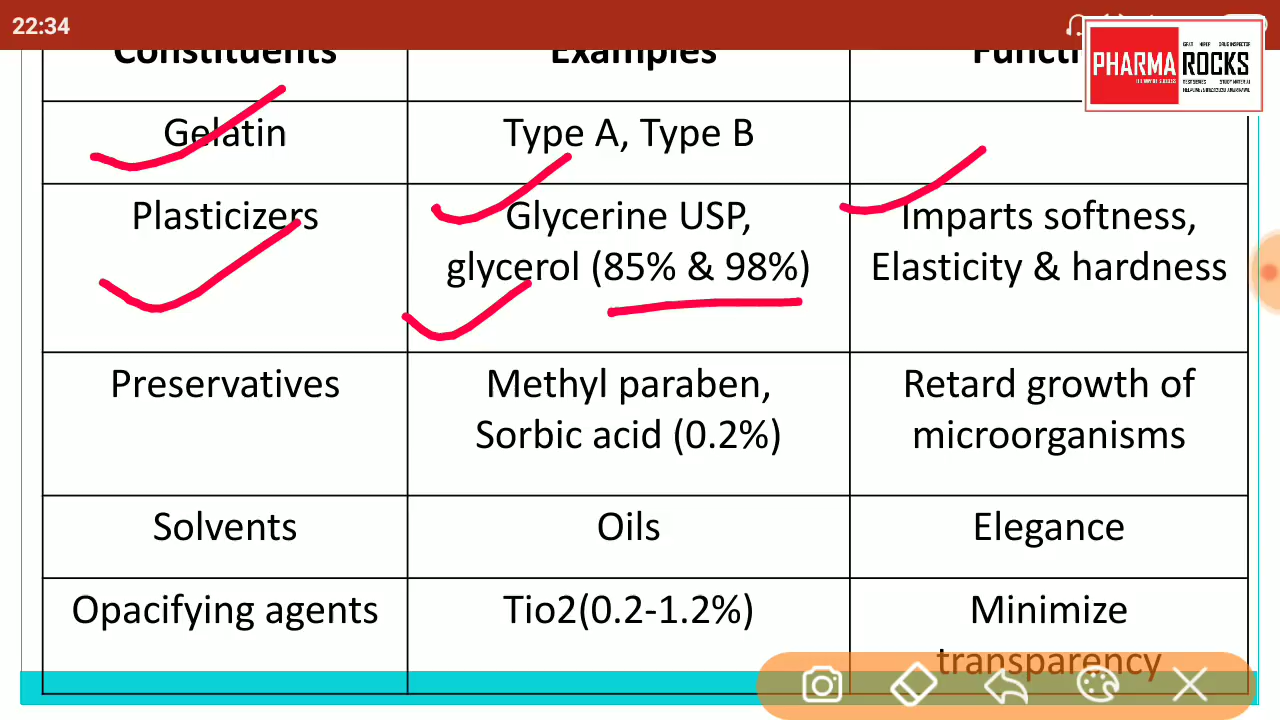 22:34
PHARMA ROCKS
Constituents Examples
Gelatin Type A, Type B
Plasticizers Glycerine USP, Imparts softness,
glycerol (85% & 98%) Elasticity & hardness
Preservatives Methyl paraben, Retard growth of
Sorbic acid (0.2%) microorganisms
Solvents Oils Elegance
Opacifying agents Tio2(0.2-1.2%) Minimize
transparency